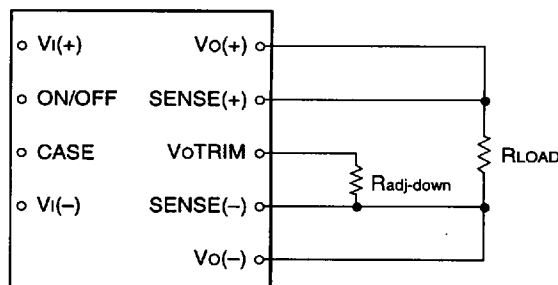 VI(+) VO(+)
ON/OFF SENSE(+)
CASE VOTRIM
RLOAD
Radj-down
VI(–) SENSE(–)
VO(–)